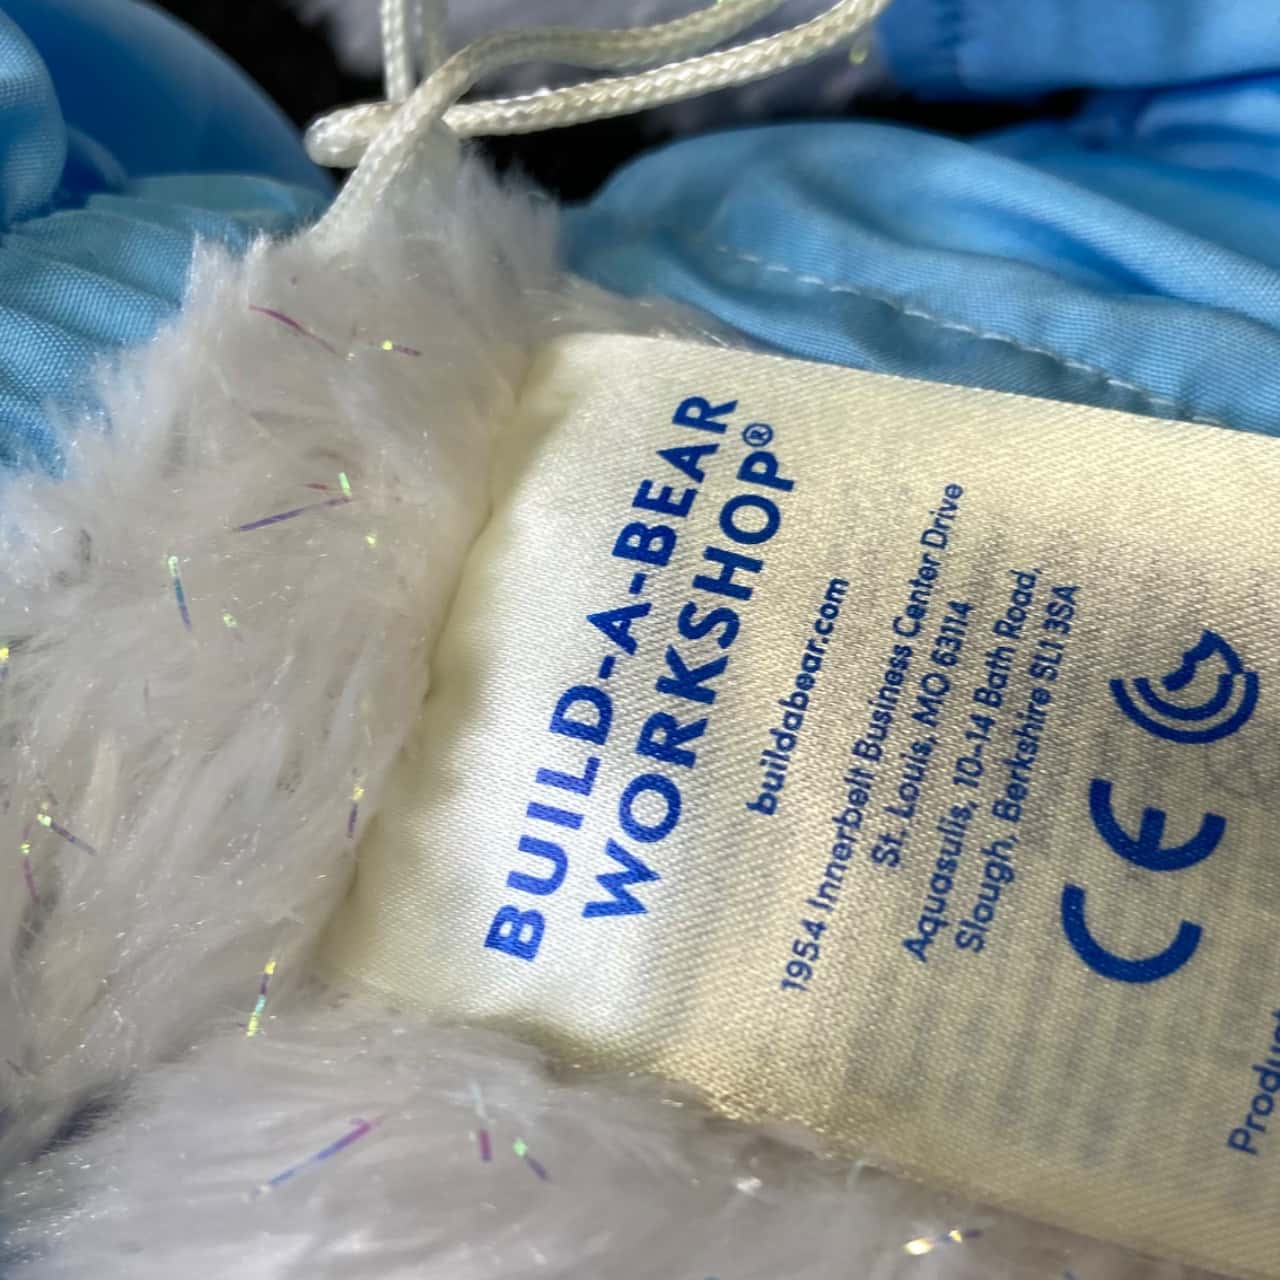 BUILD-A-BEAR
WORKSHOP®
buildabear.com
1954 Innerbelt Business Center Drive
St. Louis, MO 63114
Aquasulis, 10-14 Bath Road,
Slough, Berkshire SL1 3SA
CE